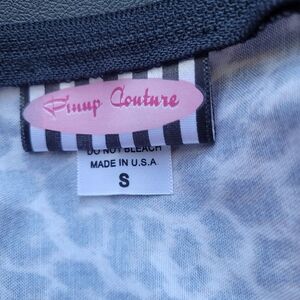 Pinup Couture
DO NOT BLEACH
MADE IN U.S.A
S